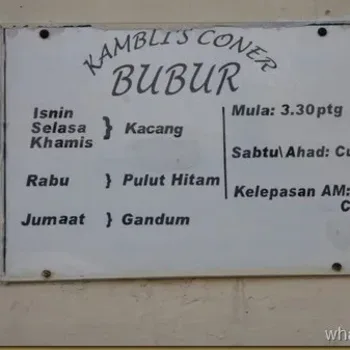 KAMBLI'S CONER
BUBUR
Isnin
Selasa } Kacang
Khamis
Rabu } Pulut Hitam
Jumaat } Gandum
Mula: 3.30ptg
Sabtu\Ahad:
Kelepasan AM: